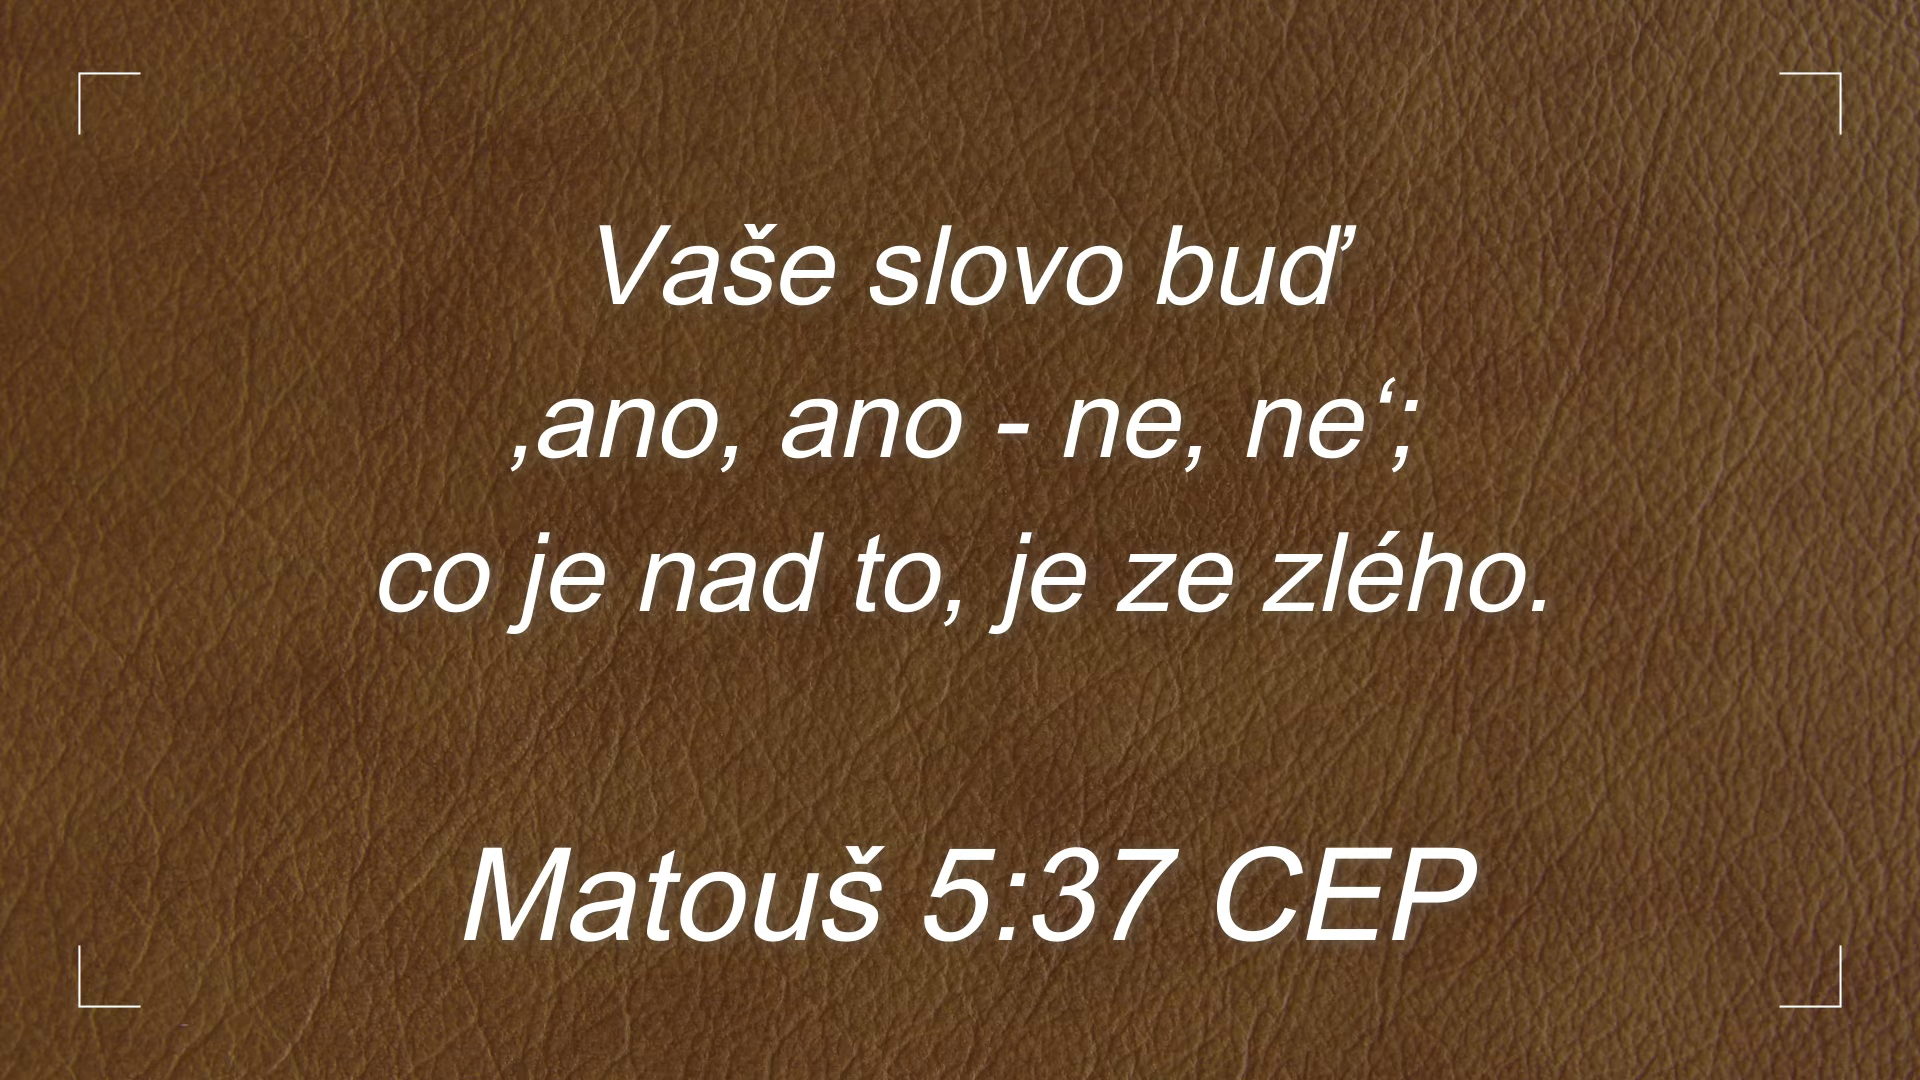 Vaše slovo buď
‚ano, ano - ne, ne‘;
co je nad to, je ze zlého.
Matouš 5:37 CEP